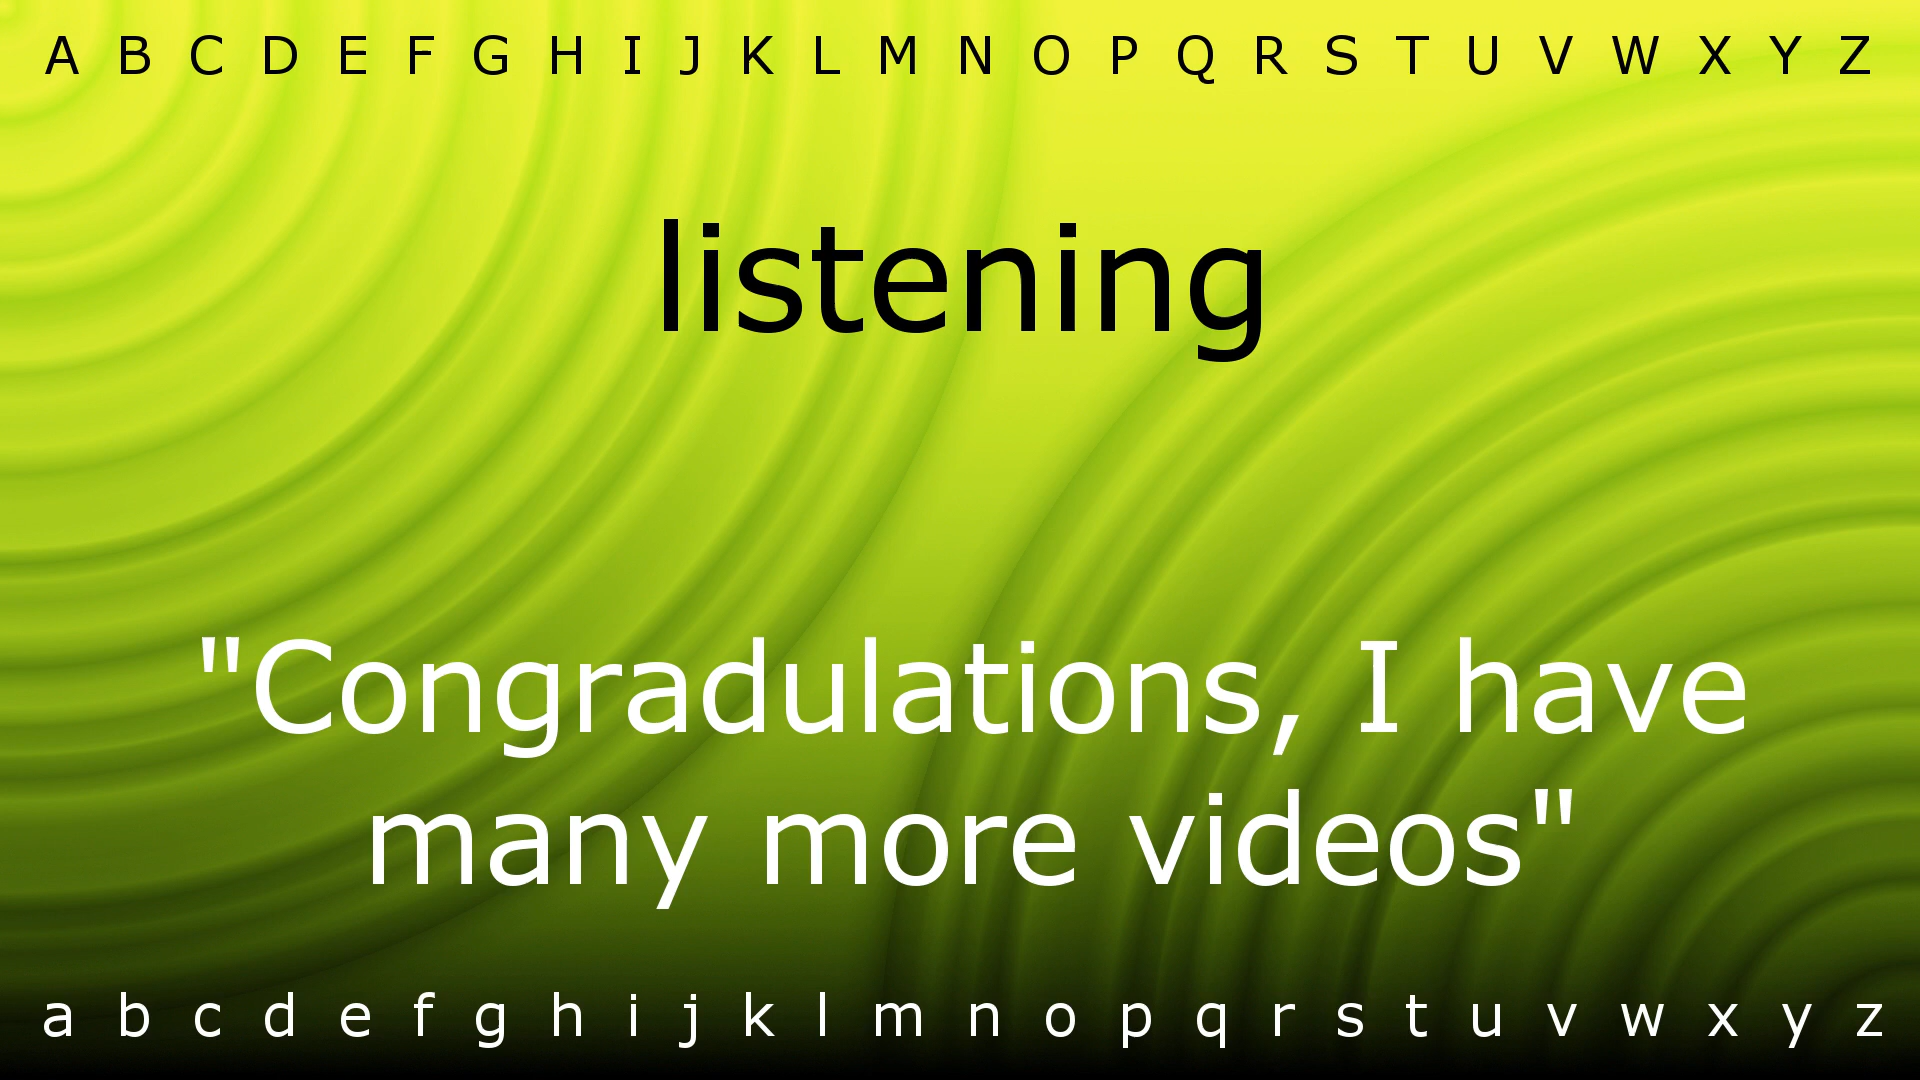 A B C D E F G H I J K L M N O P Q R S T U V W X Y Z
listening
"Congradulations, I have
many more videos"
a b c d e f g h i j k l m n o p q r s t u v w x y z